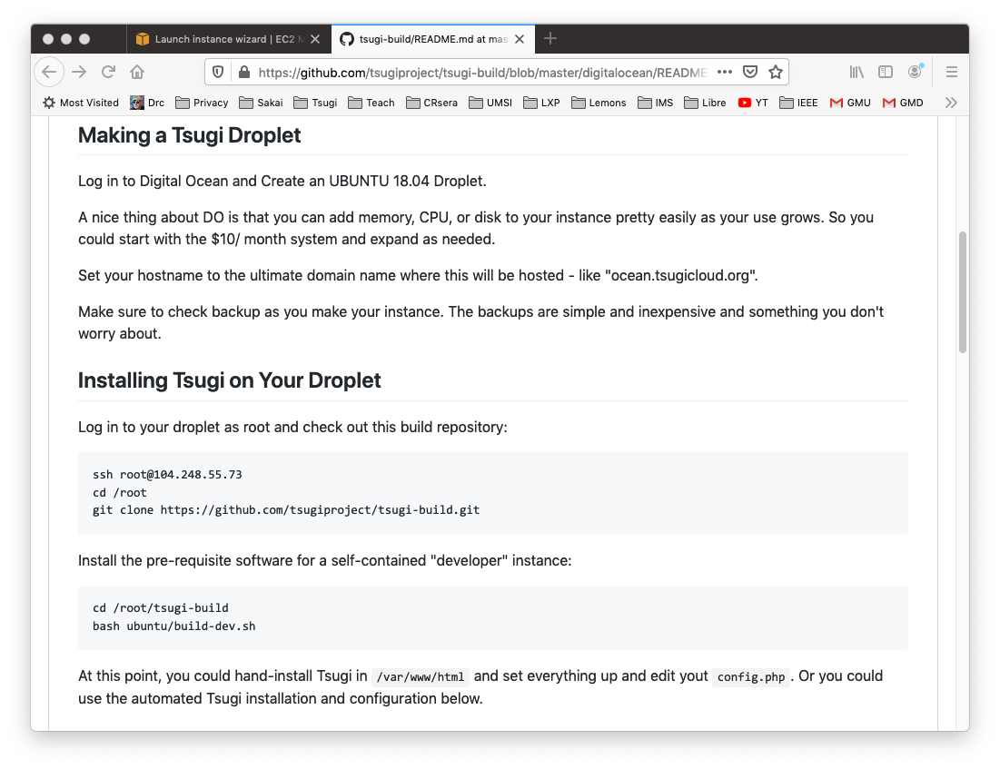 Launch instance wizard | EC2 M
tsugi-build/README.md at mas
https://github.com/tsugiproject/tsugi-build/blob/master/digitalocean/README
Most Visited Drc Privacy Sakai Tsugi Teach CRsera UMSI LXP Lemons IMS Libre YT IEEE GMU GMD
Making a Tsugi Droplet
Log in to Digital Ocean and Create an UBUNTU 18.04 Droplet.
A nice thing about DO is that you can add memory, CPU, or disk to your instance pretty easily as your use grows. So you
could start with the $10/ month system and expand as needed.
Set your hostname to the ultimate domain name where this will be hosted - like "ocean.tsugicloud.org".
Make sure to check backup as you make your instance. The backups are simple and inexpensive and something you don't
worry about.
Installing Tsugi on Your Droplet
Log in to your droplet as root and check out this build repository:
ssh root@104.248.55.73
cd /root
git clone https://github.com/tsugiproject/tsugi-build.git
Install the pre-requisite software for a self-contained "developer" instance:
cd /root/tsugi-build
bash ubuntu/build-dev.sh
At this point, you could hand-install Tsugi in /var/www/html and set everything up and edit yout config.php . Or you could
use the automated Tsugi installation and configuration below.